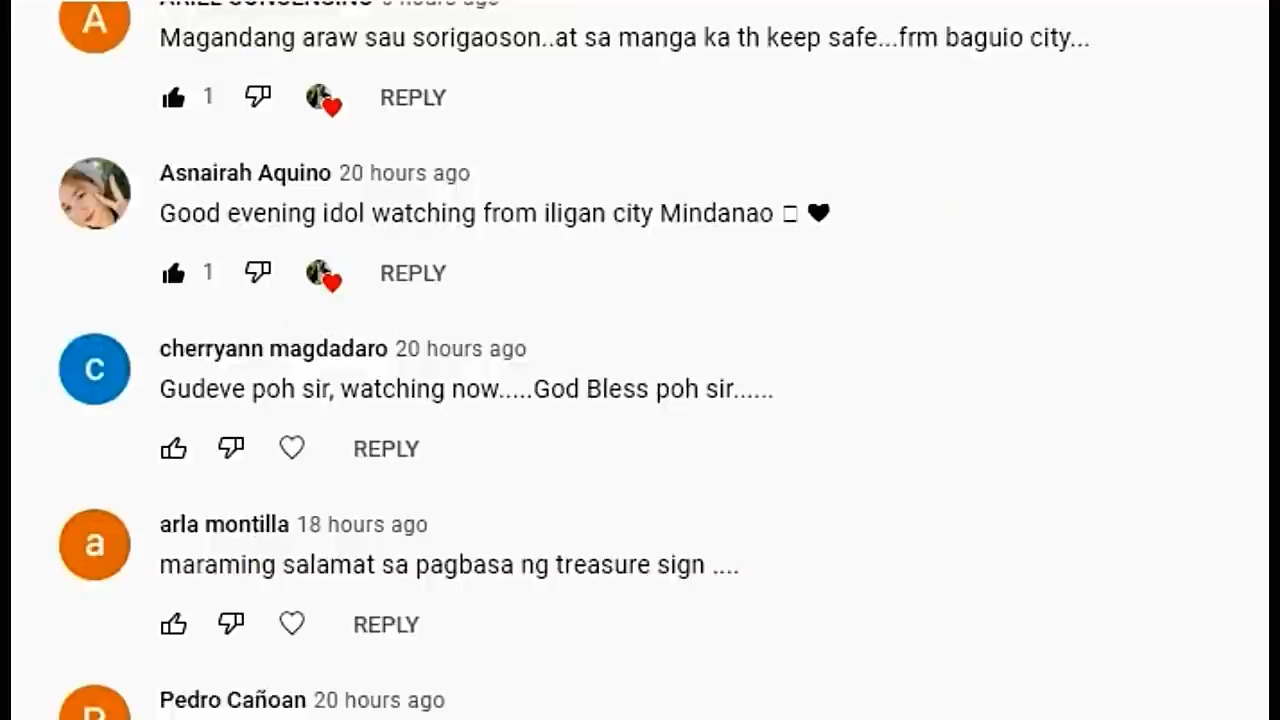 A
Magandang araw sau sorigaoson..at sa manga ka th keep safe...frm baguio city...
1 REPLY
Asnairah Aquino 20 hours ago
Good evening idol watching from iligan city Mindanao □ ♥
1 REPLY
c cherryann magdadaro 20 hours ago
Gudeve poh sir, watching now.....God Bless poh sir......
REPLY
a arla montilla 18 hours ago
maraming salamat sa pagbasa ng treasure sign ....
REPLY
Pedro Cañoan 20 hours ago